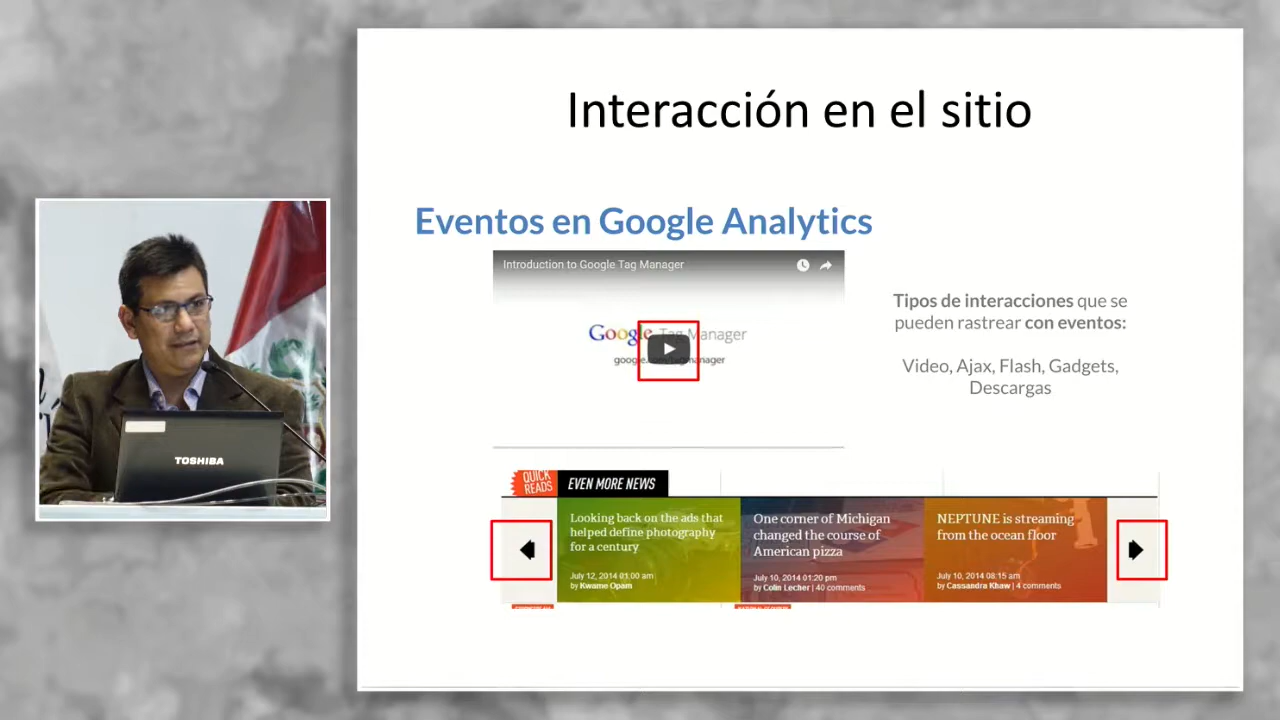 Interacción en el sitio
Eventos en Google Analytics
Introduction to Google Tag Manager
Google Tag Manager
Tipos de interacciones que se
pueden rastrear con eventos:
Video, Ajax, Flash, Gadgets,
Descargas
TOSHIBA
QUICK
READS
EVEN MORE NEWS
Looking back on the ads that
helped define photography
for a century
July 12, 2014 01:00 am
by Kwame Opam
One corner of Michigan
changed the course of
American pizza
July 10, 2014 01:20 pm
by Colin Lecher | 40 comments
NEPTUNE is streaming
from the ocean floor
July 10, 2014 08:15 am
by Cassandra Khaw | 4 comments